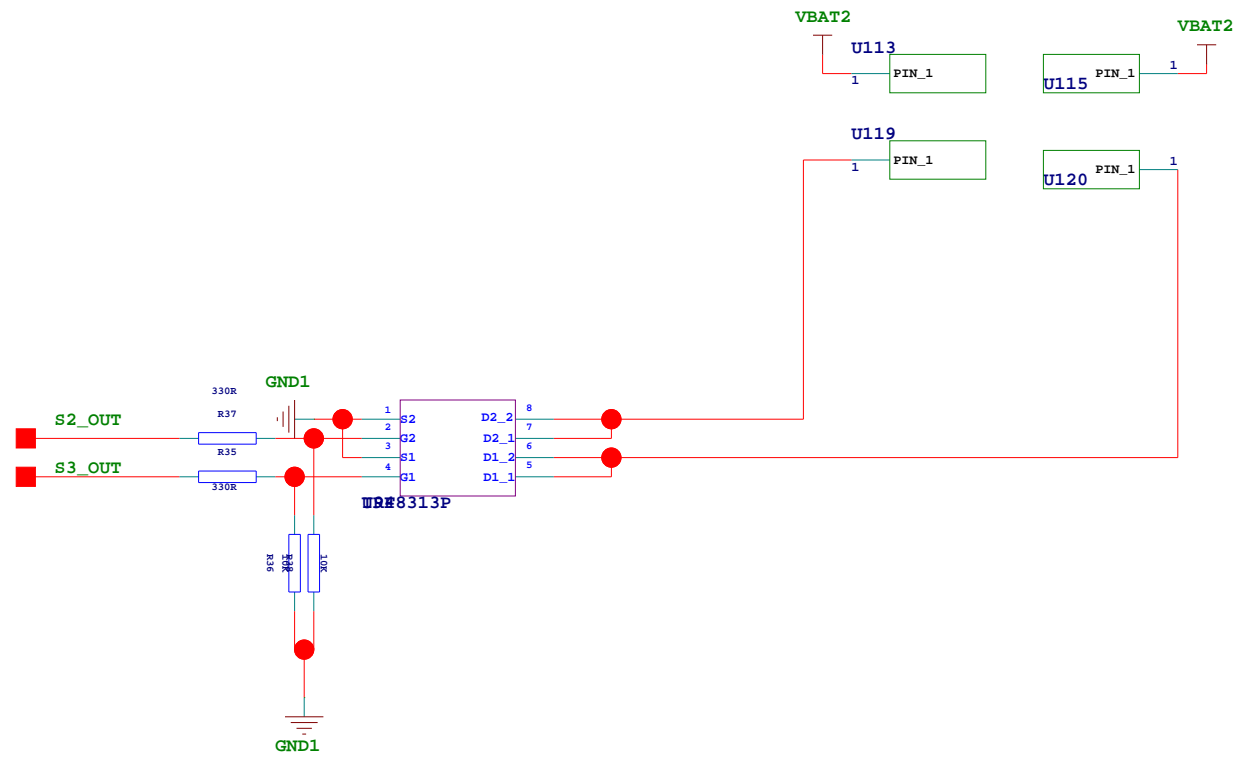 VBAT2
VBAT2
U113
PIN_1
1
PIN_1
1
U115
U119
PIN_1
1
PIN_1
1
U120
330R
GND1
R37
S2_OUT
R35
S3_OUT
330R
1
S2
2
G2
3
S1
4
G1
D2_2
8
D2_1
7
D1_2
6
D1_1
5
R36
10K
GND1